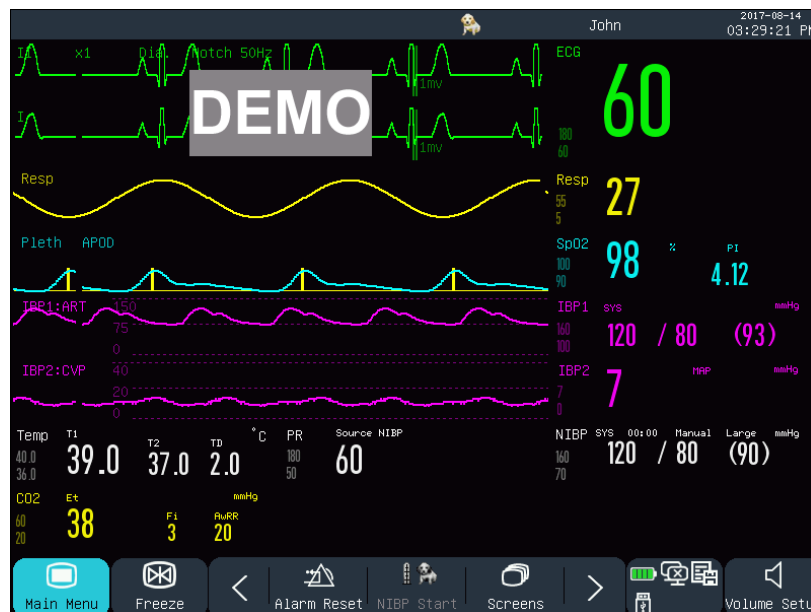 John
2017-08-14
03:29:21 PM
II x1 Dia. Notch 50Hz
DEMO
1mv
ECG
60
180
60
I
1mv
Resp
Resp
55
5
27
Pleth APOD
SpO2
100
90
98 % PI
4.12
IBP1:ART 150
75
0
IBP1 SYS mmHg
160
100
120 / 80 (93)
IBP2:CVP 40
20
0
IBP2 MAP mmHg
7
0
7
Temp T1 T2 TD °C
40.0
36.0
39.0 37.0 2.0
PR Source NIBP
180
50
60
NIBP SYS 00:00 Manual Large mmHg
160
70
120 / 80 (90)
CO2 Et mmHg
60
20
38
Fi AwRR
3 20
Main Menu Freeze Alarm Reset NIBP Start Screens Volume Set